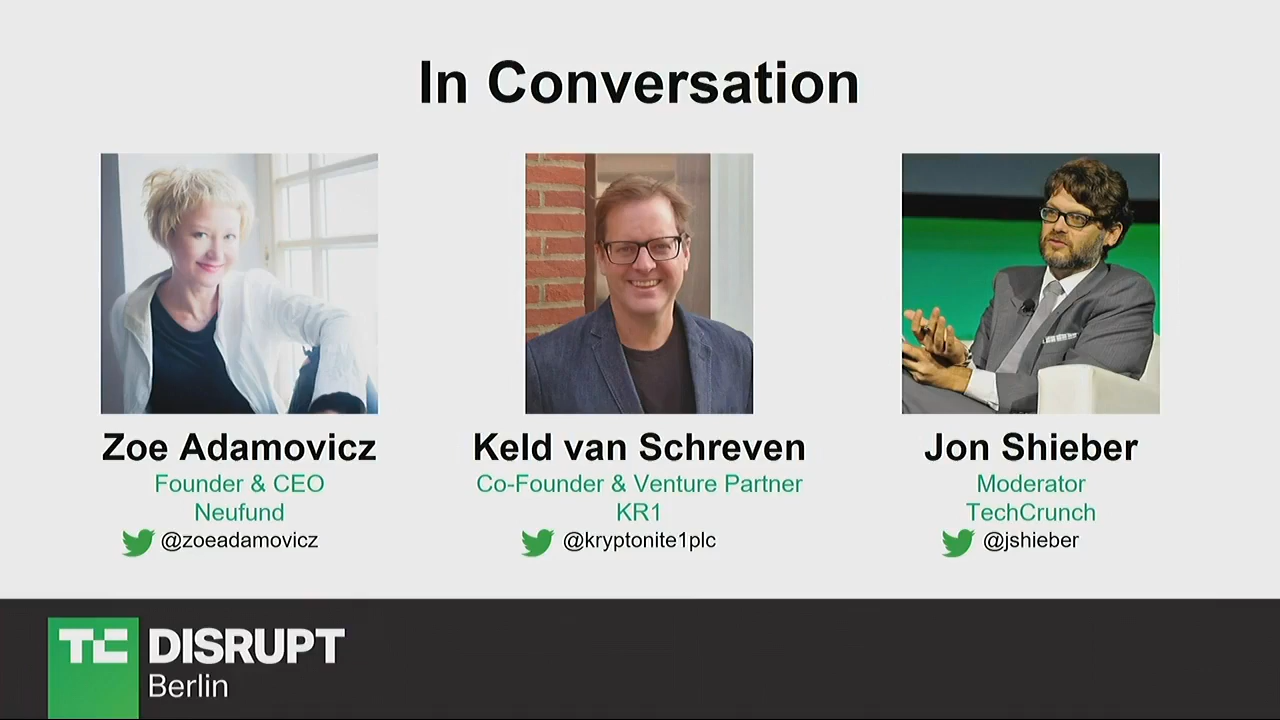 In Conversation
Zoe Adamovicz
Founder & CEO
Neufund
@zoeadamovicz
Keld van Schreven
Co-Founder & Venture Partner
KR1
@kryptonite1plc
Jon Shieber
Moderator
TechCrunch
@jshieber
TC DISRUPT
Berlin